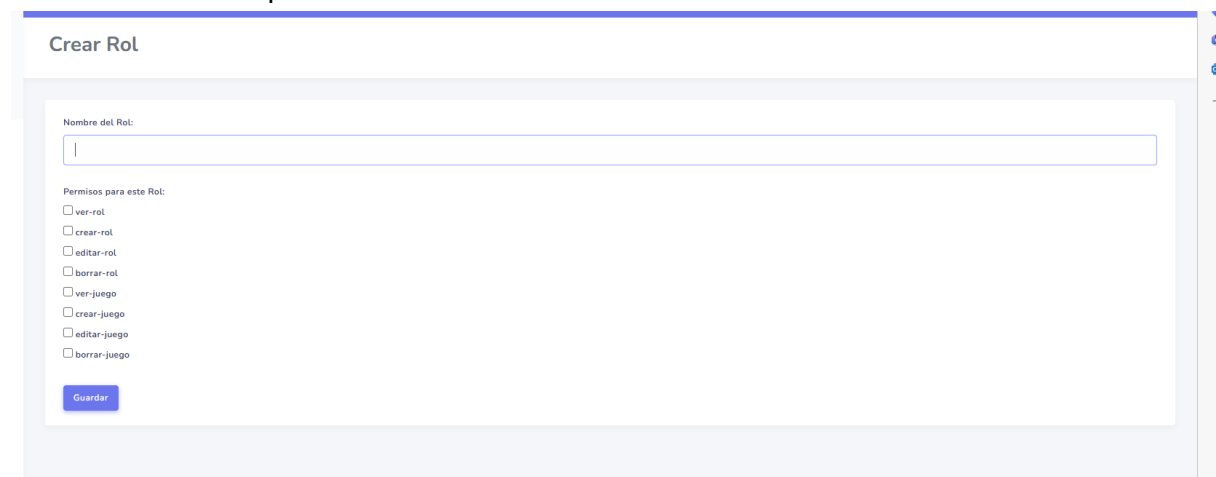 Crear Rol
Nombre del Rol:
Permisos para este Rol:
ver-rol
crear-rol
editar-rol
borrar-rol
ver-juego
crear-juego
editar-juego
borrar-juego
Guardar